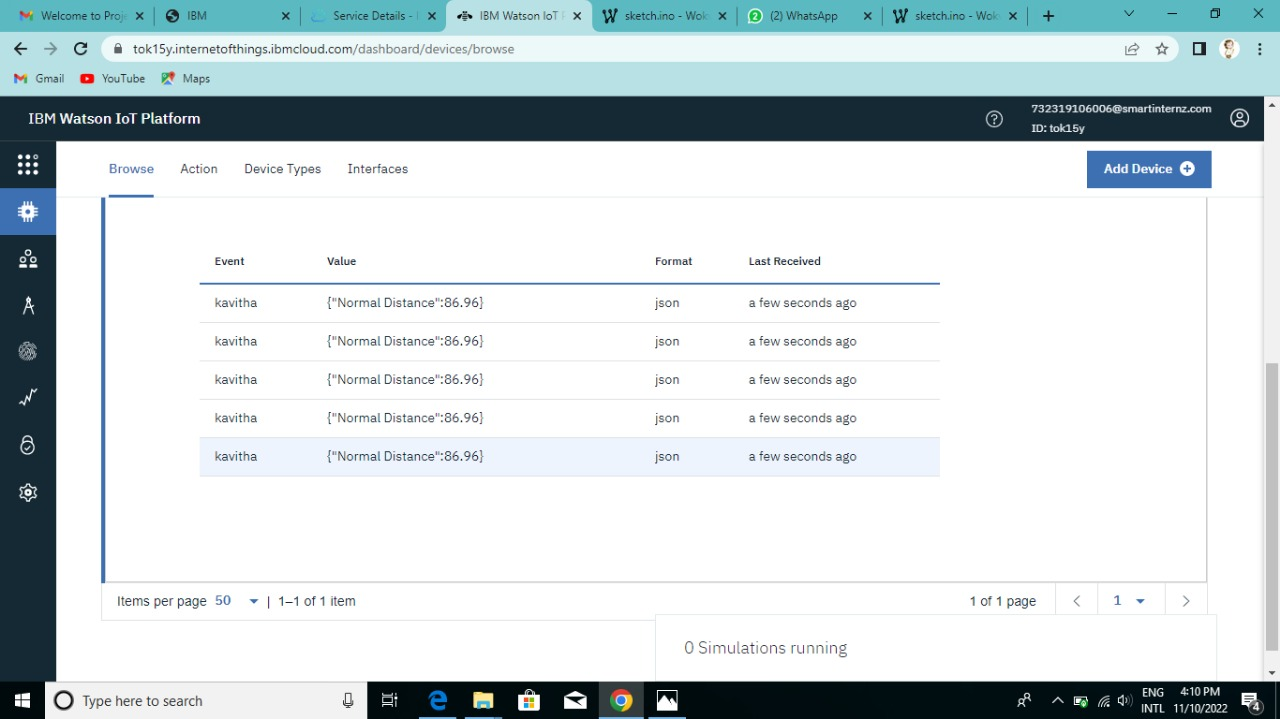 Welcome to Proje
IBM
Service Details -
IBM Watson IoT P
sketch.ino - Wok
(2) WhatsApp
sketch.ino - Wok
tok15y.internetofthings.ibmcloud.com/dashboard/devices/browse
Gmail
YouTube
Maps
IBM Watson IoT Platform
732319106006@smartinternz.com
ID: tok15y
Browse
Action
Device Types
Interfaces
Add Device
Event Value Format Last Received
kavitha {"Normal Distance":86.96} json a few seconds ago
kavitha {"Normal Distance":86.96} json a few seconds ago
kavitha {"Normal Distance":86.96} json a few seconds ago
kavitha {"Normal Distance":86.96} json a few seconds ago
kavitha {"Normal Distance":86.96} json a few seconds ago
Items per page 50 | 1–1 of 1 item
1 of 1 page
1
0 Simulations running
Type here to search
ENG
INTL
4:10 PM
11/10/2022
4